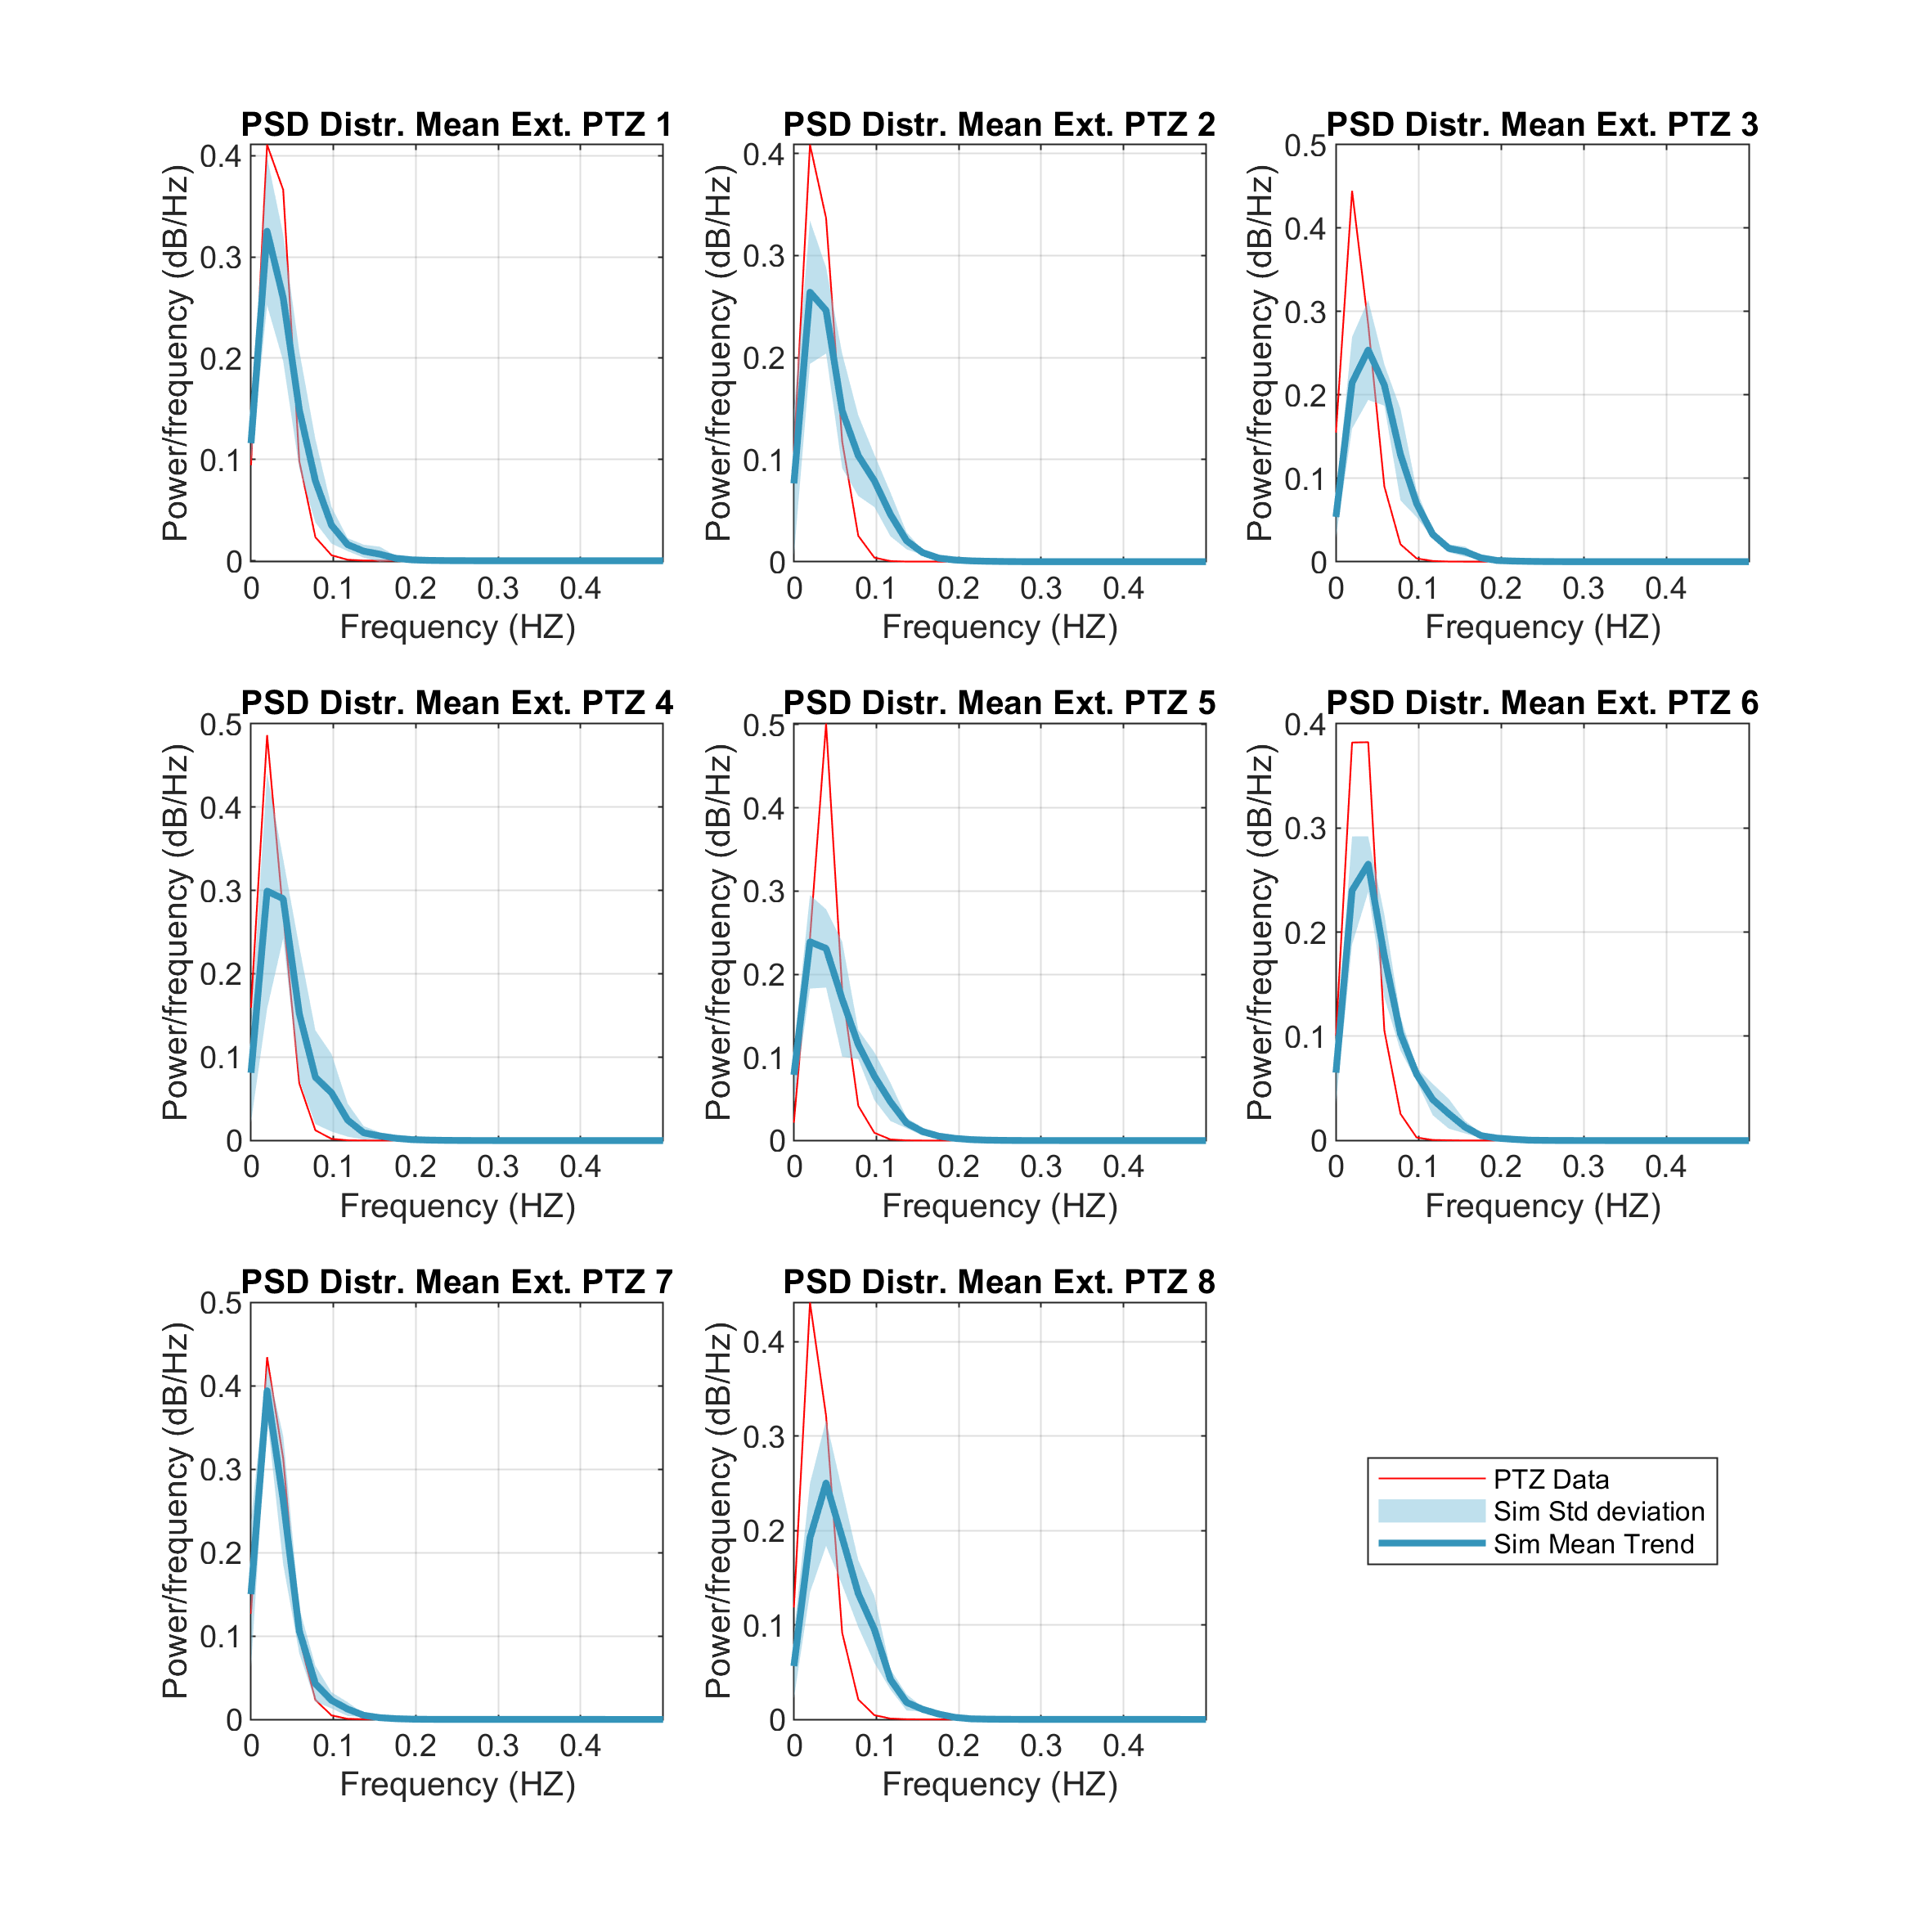 PSD Distr. Mean Ext. PTZ 1
0.4
0.3
0.2
0.1
0
Power/frequency (dB/Hz)
0 0.1 0.2 0.3 0.4
Frequency (HZ)
PSD Distr. Mean Ext. PTZ 2
0.4
0.3
0.2
0.1
0
Power/frequency (dB/Hz)
0 0.1 0.2 0.3 0.4
Frequency (HZ)
PSD Distr. Mean Ext. PTZ 3
0.5
0.4
0.3
0.2
0.1
0
Power/frequency (dB/Hz)
0 0.1 0.2 0.3 0.4
Frequency (HZ)
PSD Distr. Mean Ext. PTZ 4
0.5
0.4
0.3
0.2
0.1
0
Power/frequency (dB/Hz)
0 0.1 0.2 0.3 0.4
Frequency (HZ)
PSD Distr. Mean Ext. PTZ 5
0.5
0.4
0.3
0.2
0.1
0
Power/frequency (dB/Hz)
0 0.1 0.2 0.3 0.4
Frequency (HZ)
PSD Distr. Mean Ext. PTZ 6
0.4
0.3
0.2
0.1
0
Power/frequency (dB/Hz)
0 0.1 0.2 0.3 0.4
Frequency (HZ)
PSD Distr. Mean Ext. PTZ 7
0.5
0.4
0.3
0.2
0.1
0
Power/frequency (dB/Hz)
0 0.1 0.2 0.3 0.4
Frequency (HZ)
PSD Distr. Mean Ext. PTZ 8
0.4
0.3
0.2
0.1
0
Power/frequency (dB/Hz)
0 0.1 0.2 0.3 0.4
Frequency (HZ)
PTZ Data
Sim Std deviation
Sim Mean Trend